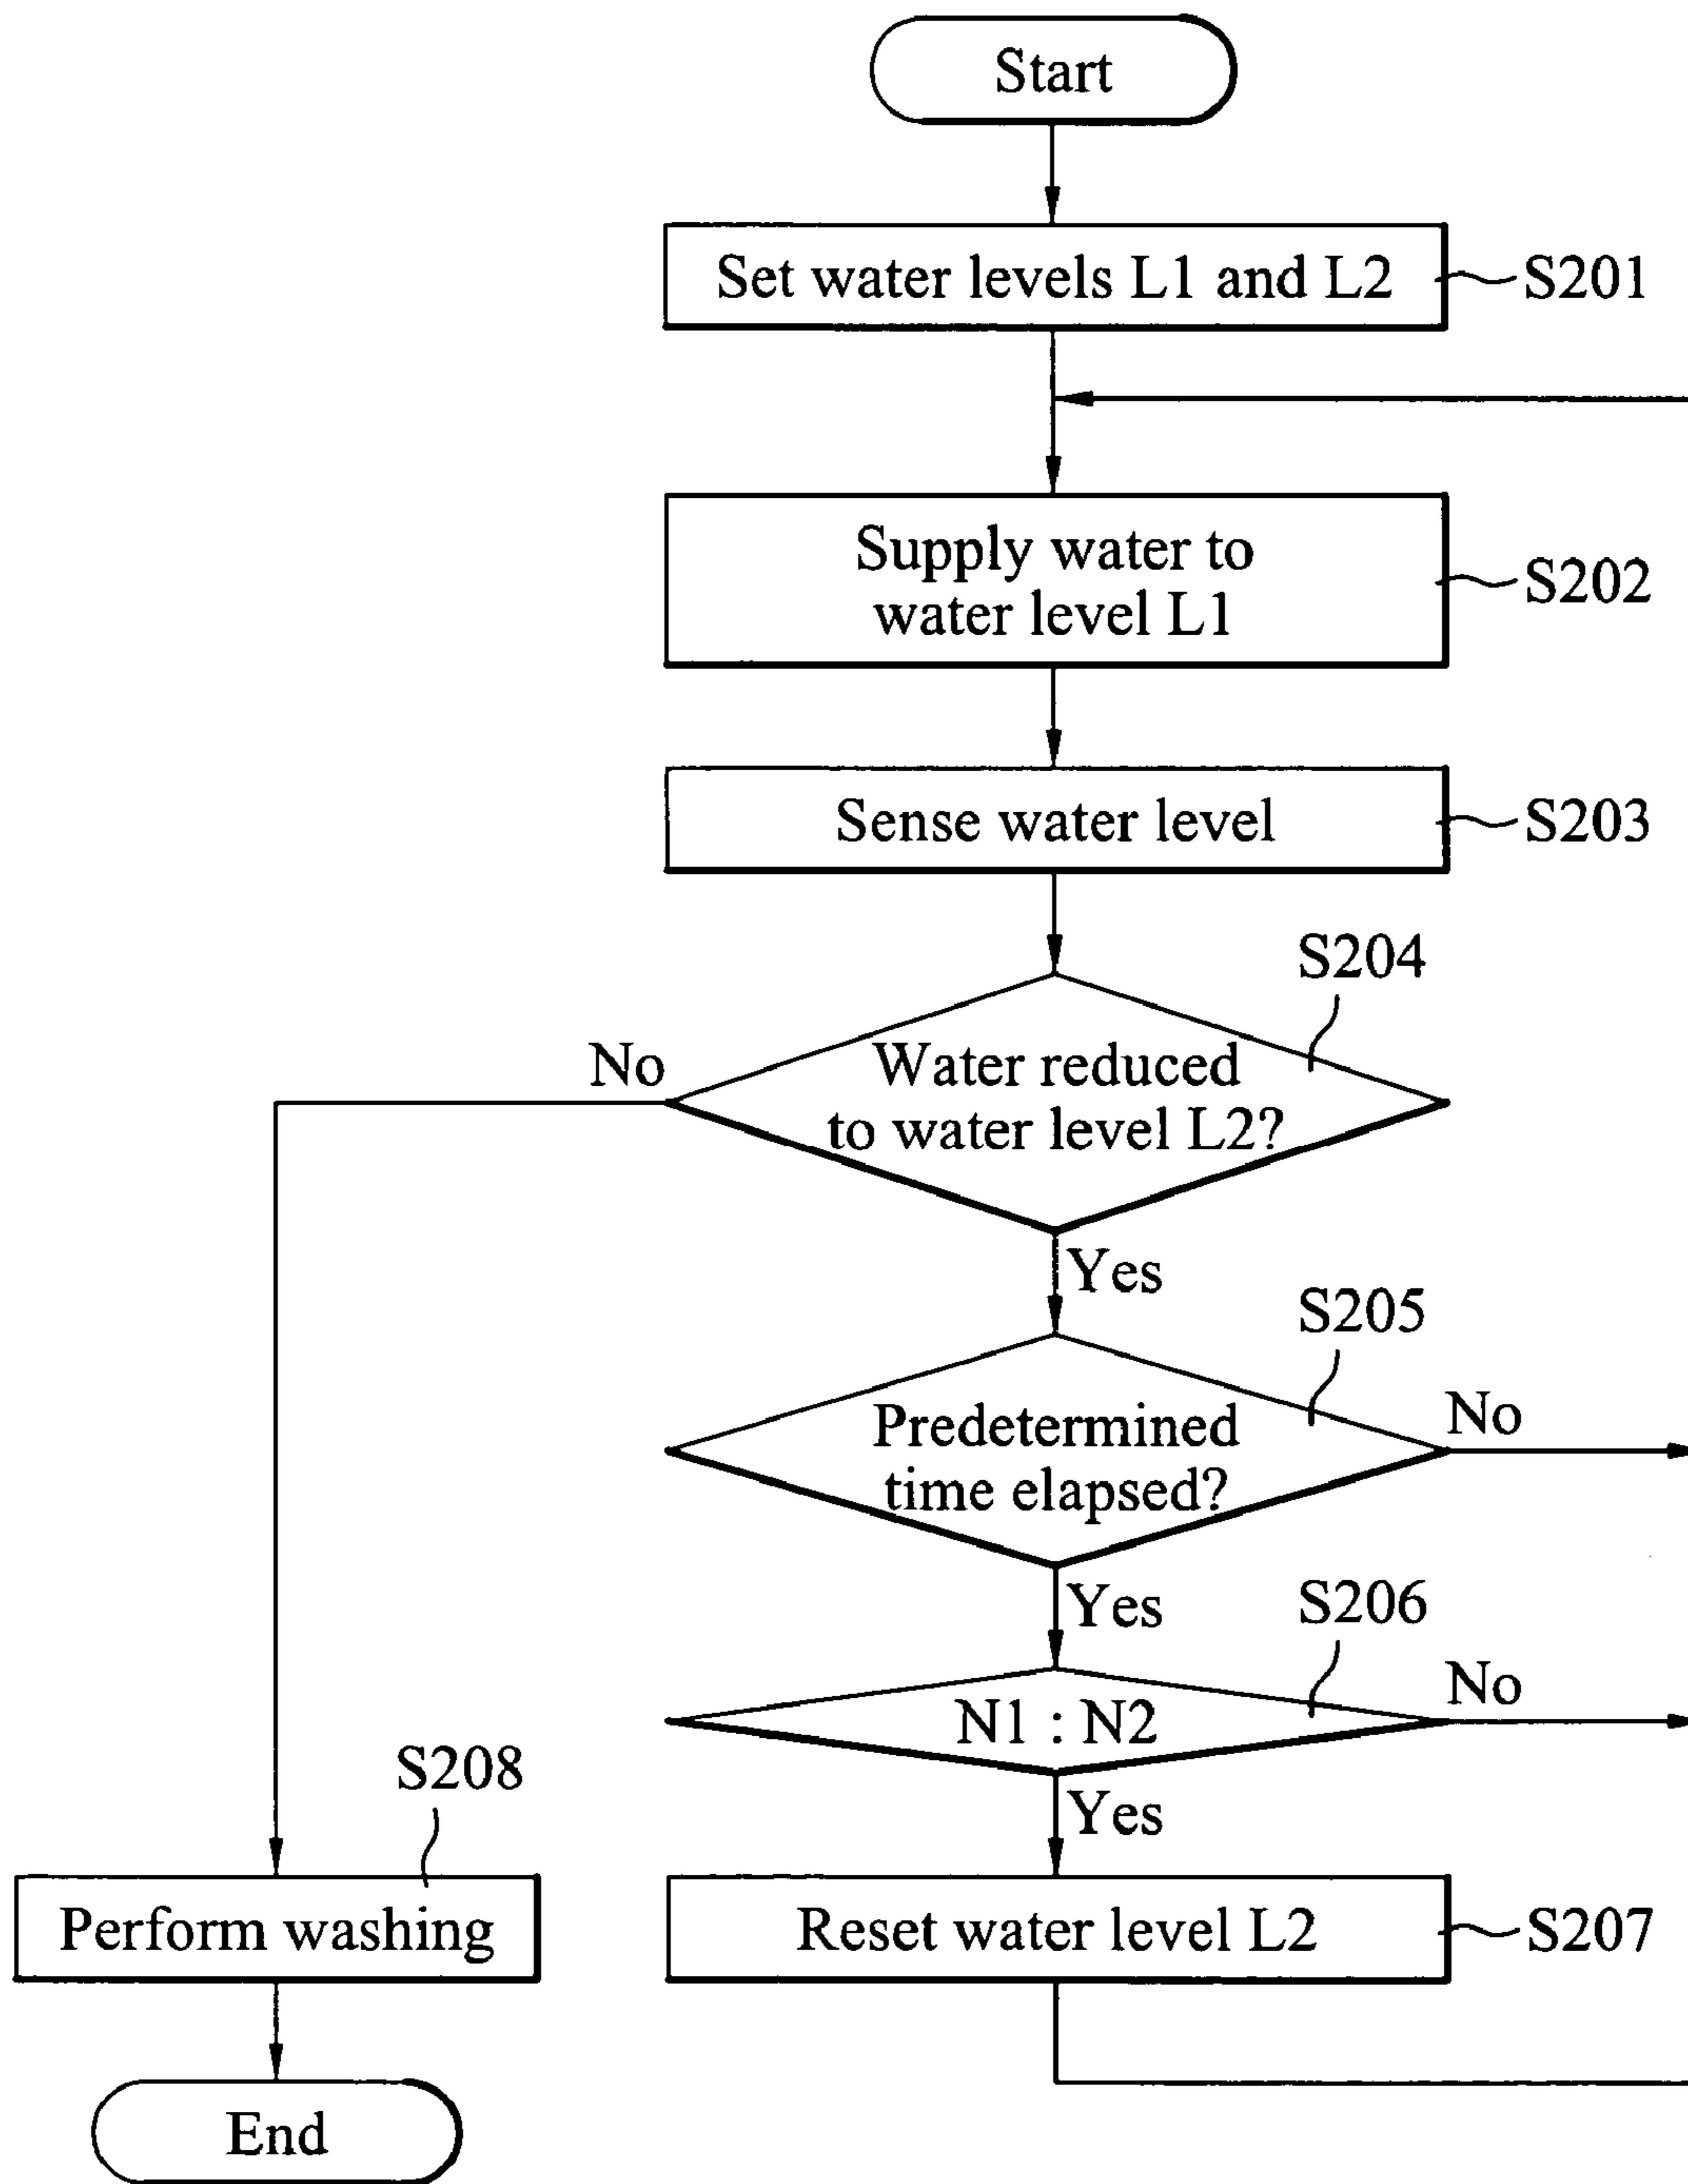 Start
Set water levels L1 and L2
S201
Supply water to
water level L1
S202
Sense water level
S203
S204
No
Water reduced
to water level L2?
Yes
S205
Predetermined
time elapsed?
No
Yes
S206
N1 : N2
No
Yes
S208
Perform washing
Reset water level L2
S207
End